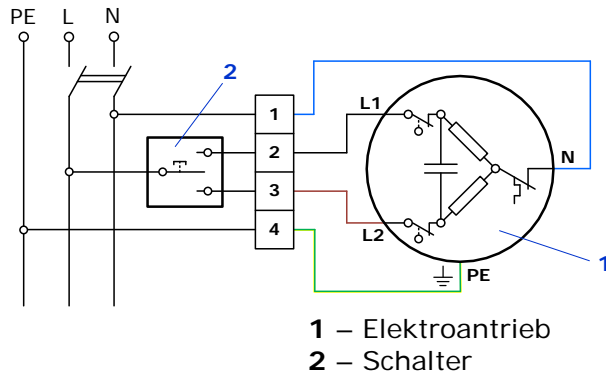 PE L N
2
1
2
3
4
L1
L2
N
PE
1
1 – Elektroantrieb
2 – Schalter